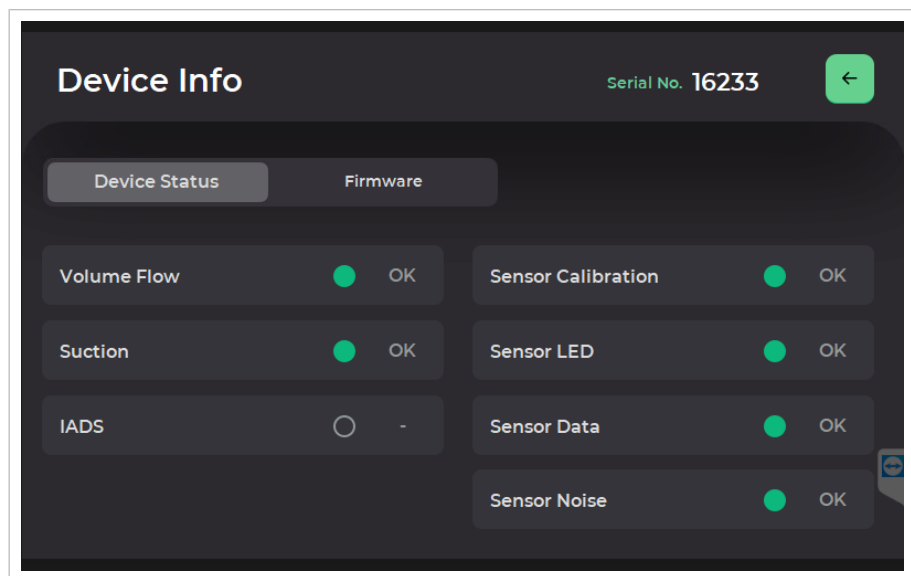 Device Info
Serial No. 16233
Device Status
Firmware
Volume Flow OK
Suction OK
IADS -
Sensor Calibration OK
Sensor LED OK
Sensor Data OK
Sensor Noise OK